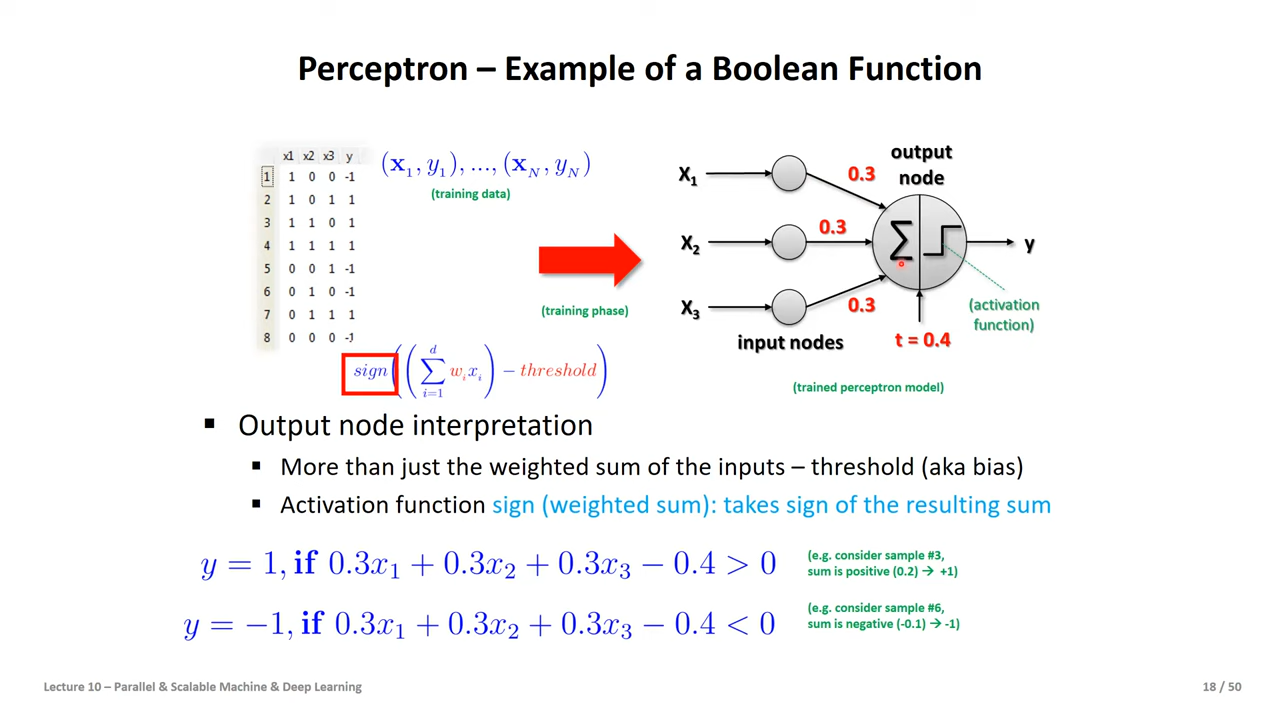 Perceptron – Example of a Boolean Function
x1 x2 x3 y
1 1 0 0 -1
2 1 0 1 1
3 1 1 0 1
4 1 1 1 1
5 0 0 1 -1
6 0 1 0 -1
7 0 1 1 1
8 0 0 0 -1
(x₁, y₁), ..., (x_N, y_N)
(training data)
(training phase)
sign((∑_{i=1}^{d} w_i x_i) − threshold)
X₁
X₂
X₃
0.3
0.3
0.3
output
node
∑
y
input nodes
t = 0.4
(activation
function)
(trained perceptron model)
▪ Output node interpretation
▪ More than just the weighted sum of the inputs – threshold (aka bias)
▪ Activation function sign (weighted sum): takes sign of the resulting sum
y = 1, if 0.3x₁ + 0.3x₂ + 0.3x₃ − 0.4 > 0
(e.g. consider sample #3,
sum is positive (0.2) → +1)
y = −1, if 0.3x₁ + 0.3x₂ + 0.3x₃ − 0.4 < 0
(e.g. consider sample #6,
sum is negative (-0.1) → -1)
Lecture 10 – Parallel & Scalable Machine & Deep Learning
18 / 50